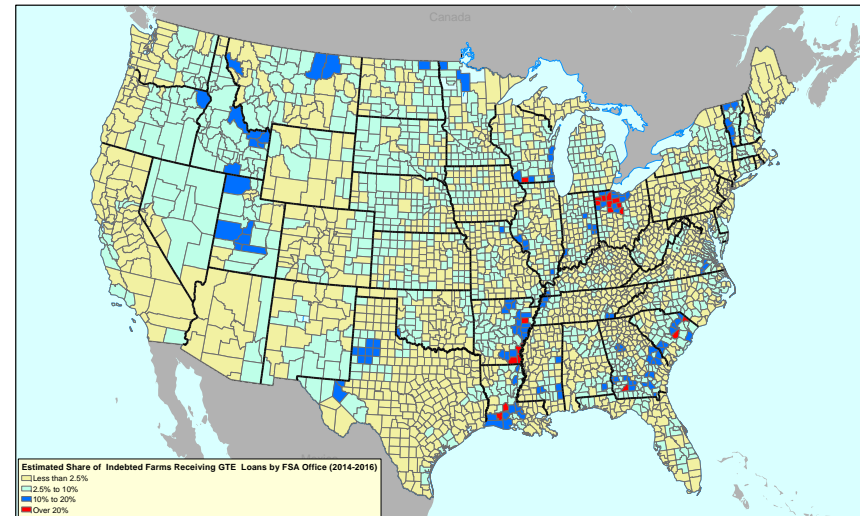 Canada
Mexico
Estimated Share of Indebted Farms Receiving GTE Loans by FSA Office (2014-2016)
Less than 2.5%
2.5% to 10%
10% to 20%
Over 20%